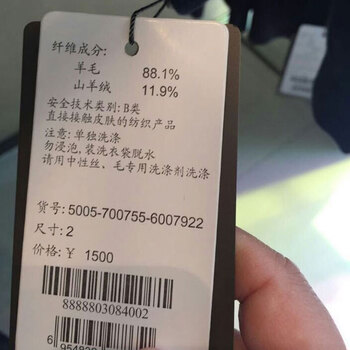 纤维成分:
羊毛 88.1%
山羊绒 11.9%
安全技术类别: B类
直接接触皮肤的纺织产品
注意: 单独洗涤
勿浸泡, 装洗衣袋脱水
请用中性丝、毛专用洗涤剂洗涤
货号: 5005-700755-6007922
尺寸: 2
价格: ¥ 1500
8888803084002